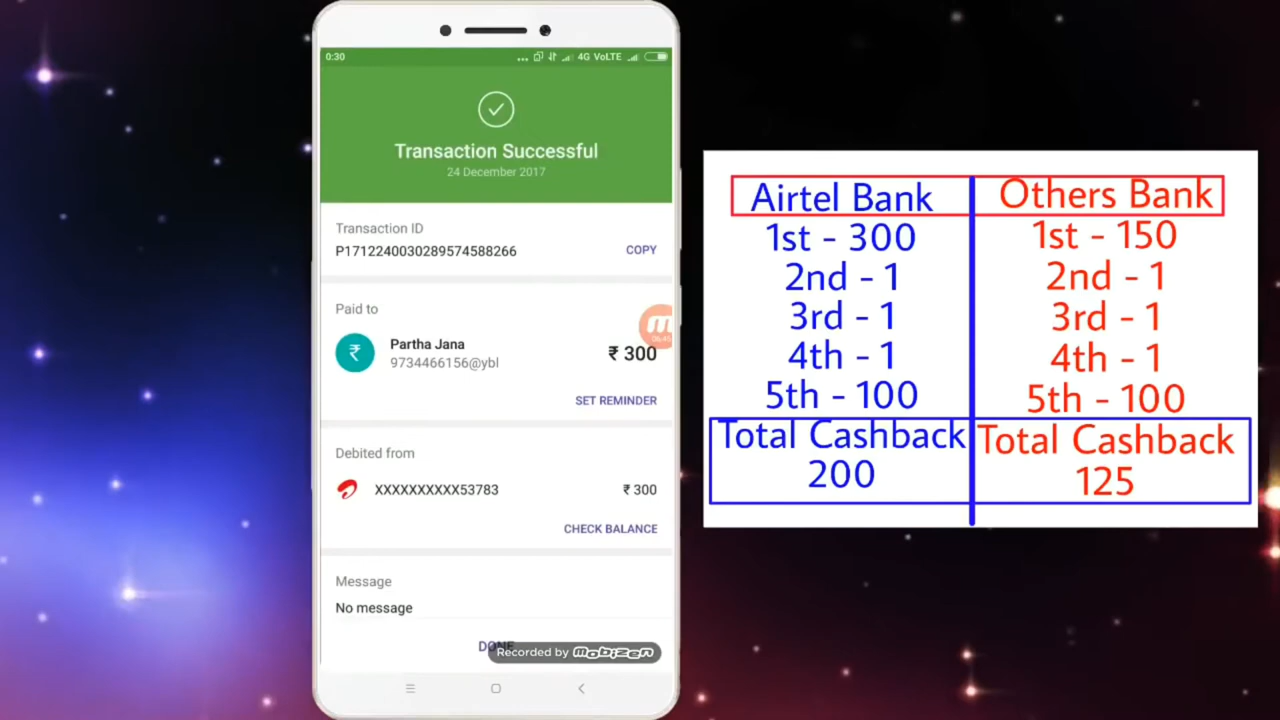 0:30
4G VoLTE
Transaction Successful
24 December 2017
Transaction ID
P1712240030289574588266
COPY
Paid to
Partha Jana
9734466156@ybl
₹ 300
06:45
SET REMINDER
Debited from
XXXXXXXXXX53783
₹ 300
CHECK BALANCE
Message
No message
DONE
Recorded by mobizen
Airtel Bank
1st - 300
2nd - 1
3rd - 1
4th - 1
5th - 100
Total Cashback
200
Others Bank
1st - 150
2nd - 1
3rd - 1
4th - 1
5th - 100
Total Cashback
125